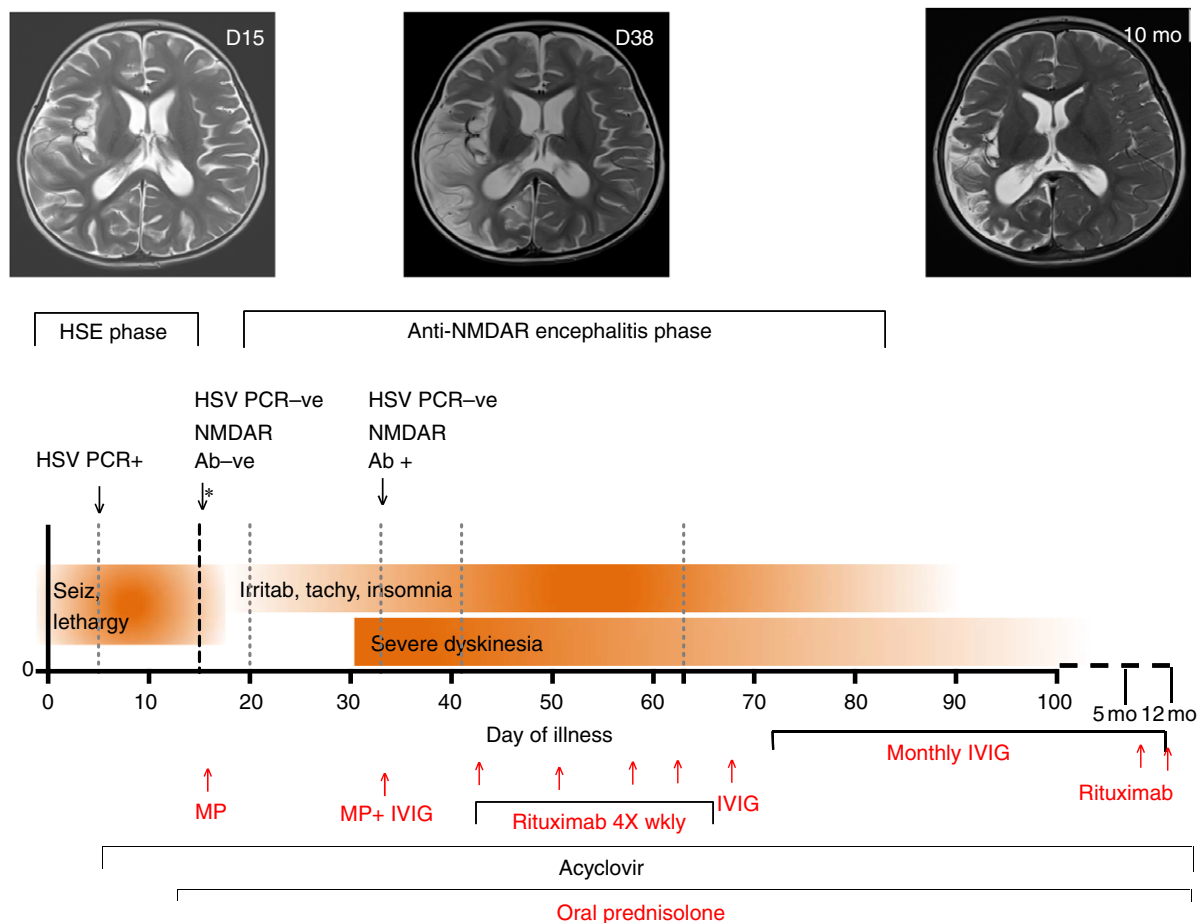 D15
D38
10 mo
HSE phase
Anti-NMDAR encephalitis phase
HSV PCR+
HSV PCR–ve
NMDAR
Ab–ve
*
HSV PCR–ve
NMDAR
Ab +
Seiz,
lethargy
Irritab, tachy, insomnia
Severe dyskinesia
0
0 10 20 30 40 50 60 70 80 90 100
5 mo 12 mo
Day of illness
MP
MP+ IVIG
Rituximab 4X wkly
IVIG
Monthly IVIG
Rituximab
Acyclovir
Oral prednisolone